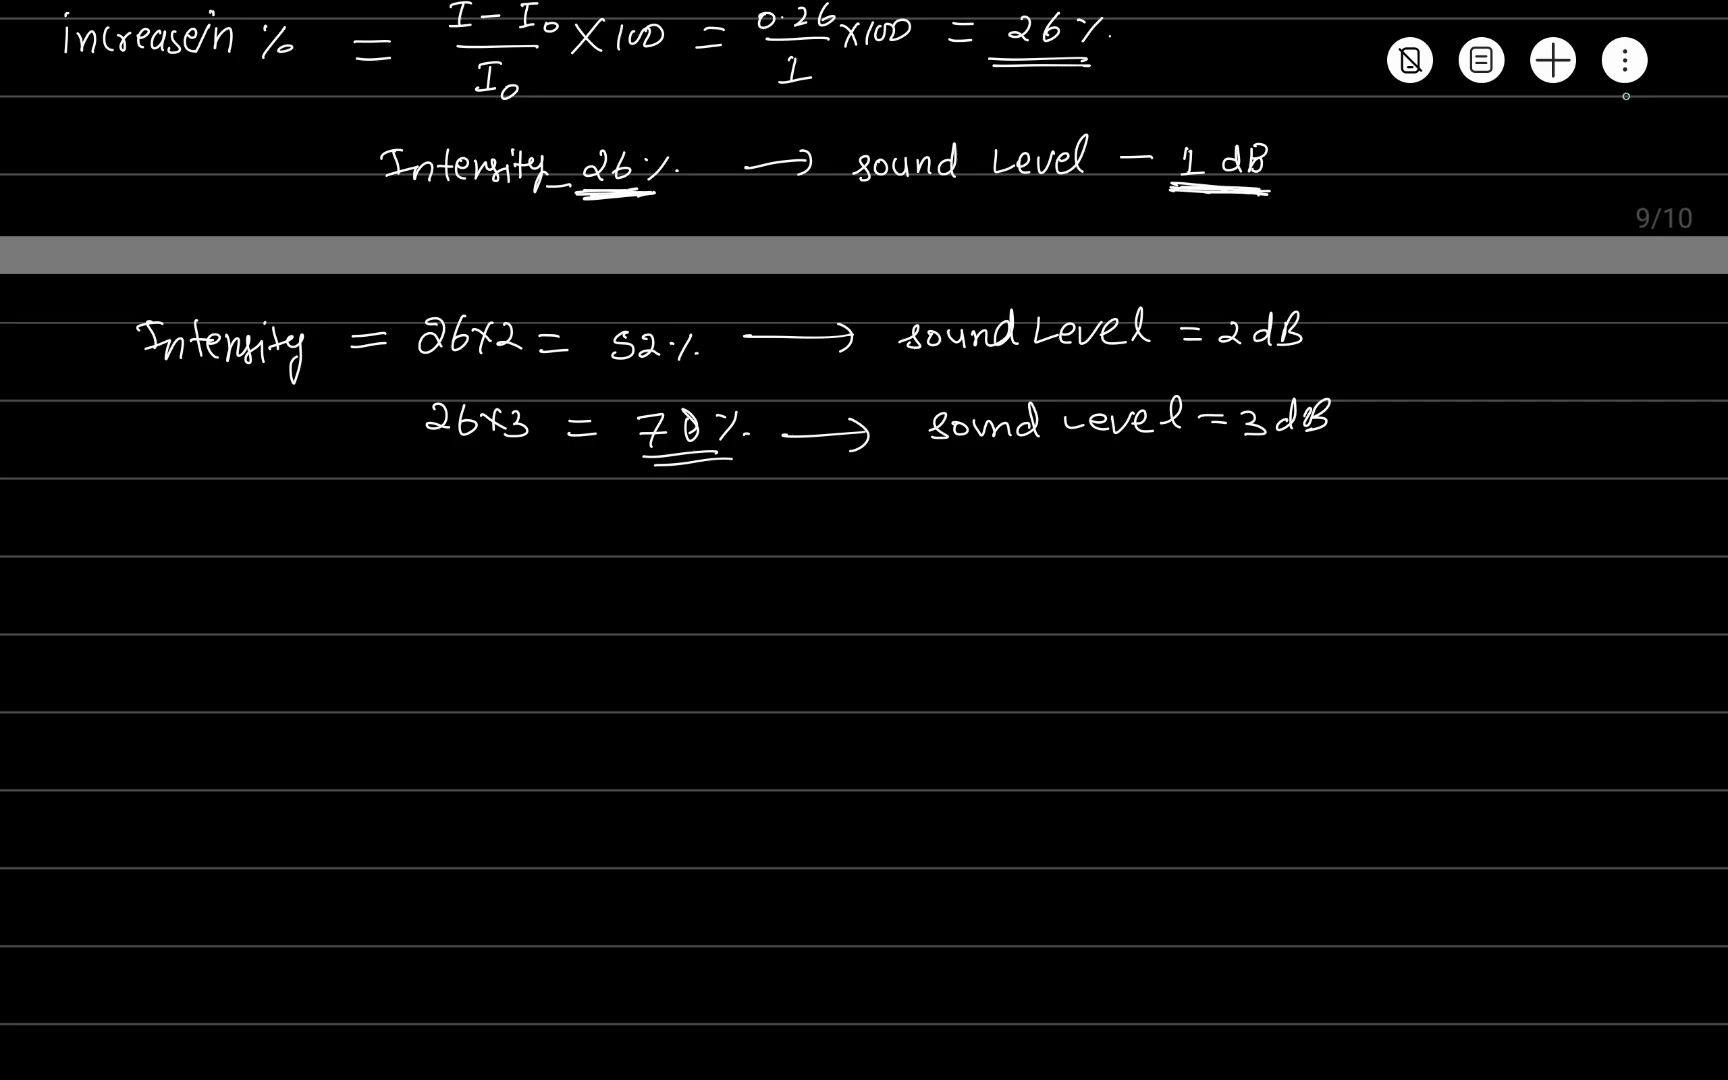 increase in % = I - I₀ / I₀ × 100 = 0.26 / 1 × 100 = 26 %.
Intensity _ 26 %. → sound Level - 1 dB
9/10
Intensity = 26×2 = 52 %. → sound Level = 2 dB
26×3 = 78 %. → sound Level = 3 dB